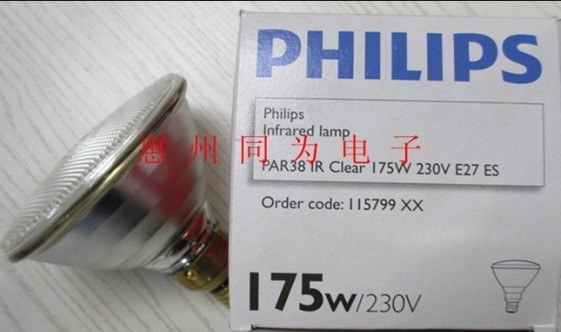 PHILIPS
Philips
Infrared lamp
惠州同为电子
PAR38 IR Clear 175W 230V E27 ES
Order code: 115799 XX
175w/230V